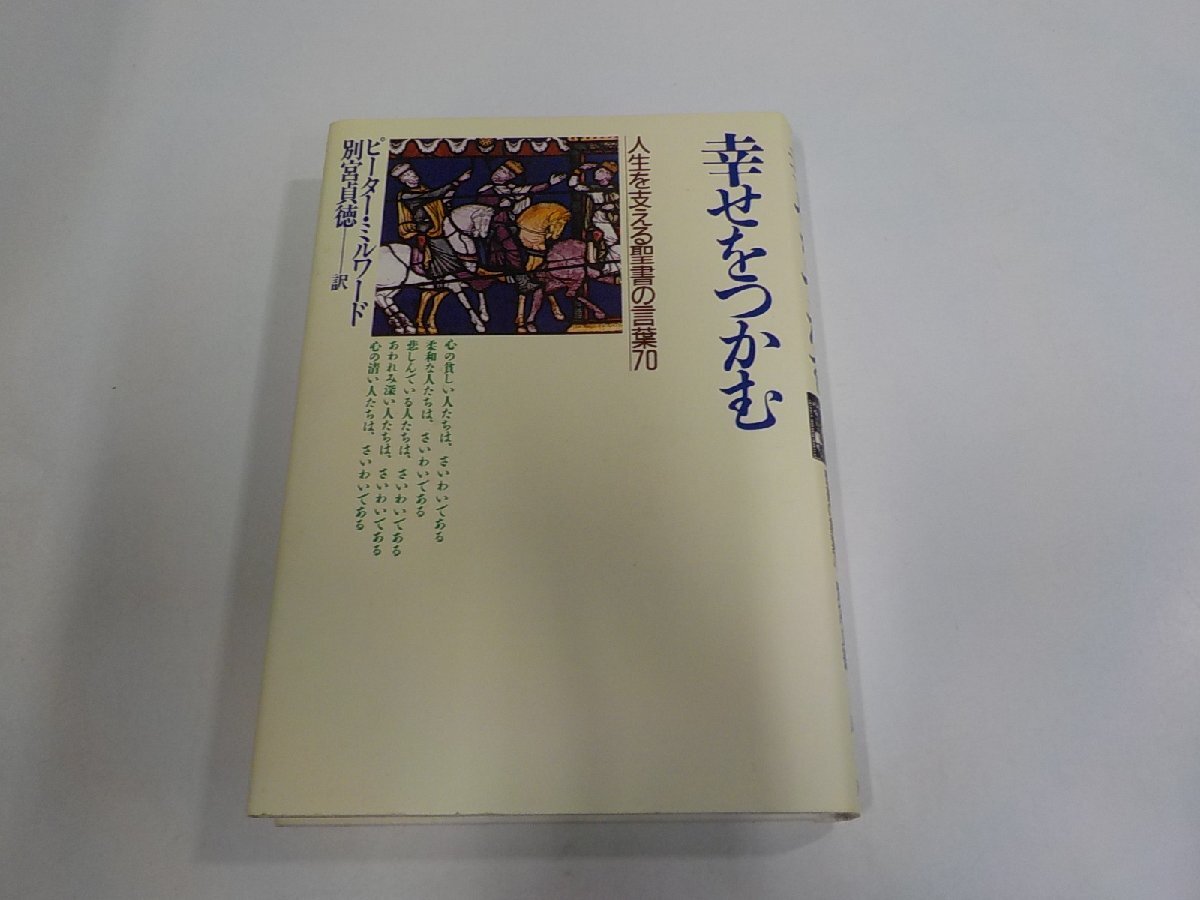 幸せをつかむ
人生を支える聖書の言葉70
ピーター・ミルワード
別宮貞徳――訳
心の貧しい人たちは、さいわいである
柔和な人たちは、さいわいである
悲しんでいる人たちは、さいわいである
あわれみ深い人たちは、さいわいである
心の清い人たちは、さいわいである